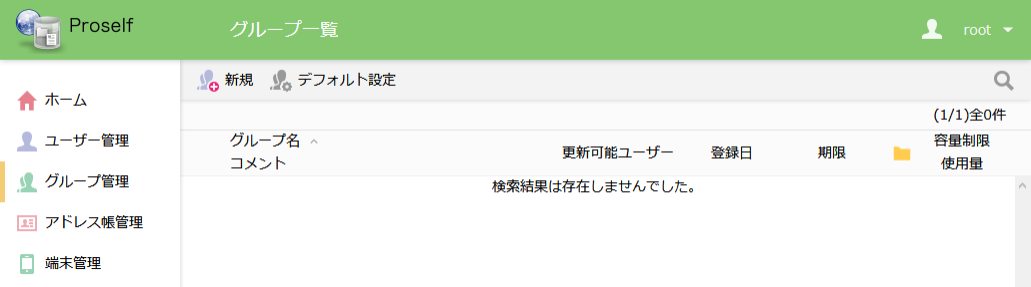 Proself
グループ一覧
root
新規
デフォルト設定
ホーム
ユーザー管理
グループ管理
アドレス帳管理
端末管理
(1/1)全0件
グループ名
コメント
更新可能ユーザー
登録日
期限
容量制限
使用量
検索結果は存在しませんでした。